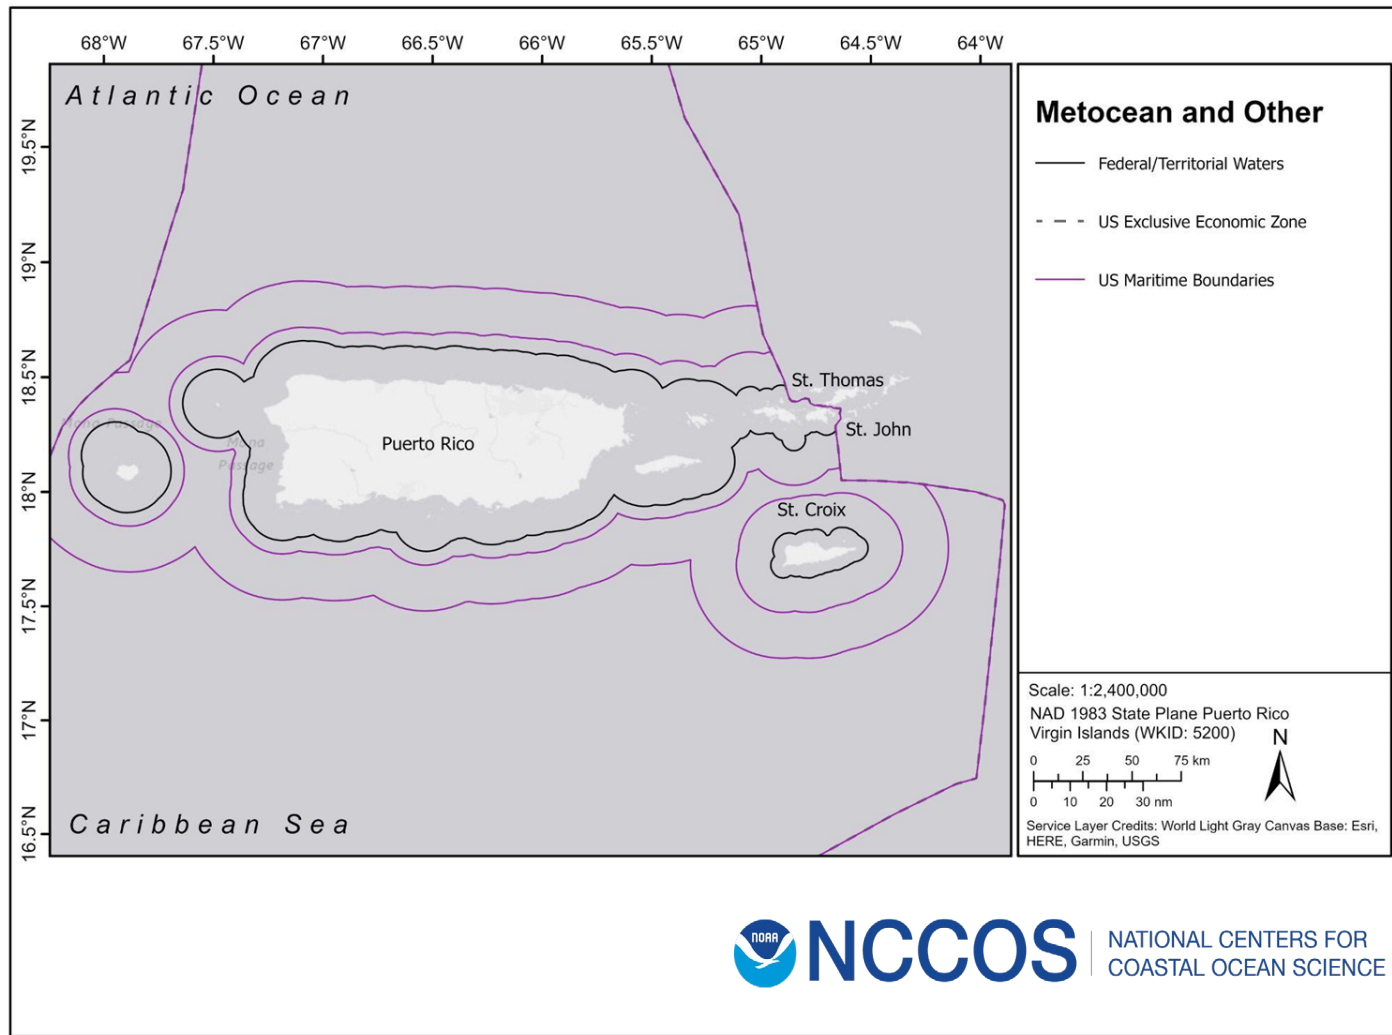 68°W 67.5°W 67°W 66.5°W 66°W 65.5°W 65°W 64.5°W 64°W
19.5°N
19°N
18.5°N
18°N
17.5°N
17°N
16.5°N
Atlantic Ocean
Mona Passage
Mona
Passage
Puerto Rico
St. Thomas
St. John
St. Croix
Caribbean Sea
Metocean and Other
Federal/Territorial Waters
US Exclusive Economic Zone
US Maritime Boundaries
Scale: 1:2,400,000
NAD 1983 State Plane Puerto Rico
Virgin Islands (WKID: 5200)
N
0 25 50 75 km
0 10 20 30 nm
Service Layer Credits: World Light Gray Canvas Base: Esri,
HERE, Garmin, USGS
NOAA
NCCOS
NATIONAL CENTERS FOR
COASTAL OCEAN SCIENCE